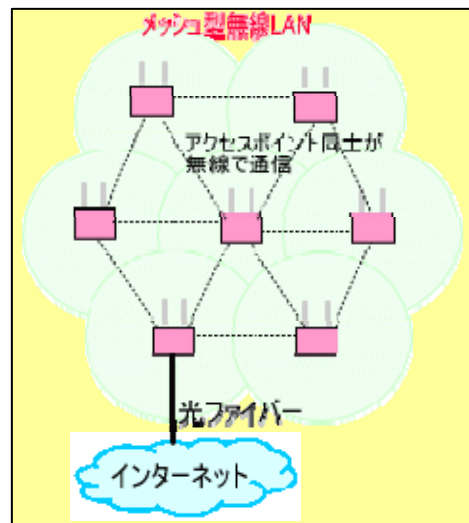 メッシュ型無線LAN
アクセスポイント同士が
無線で通信
光ファイバー
インターネット